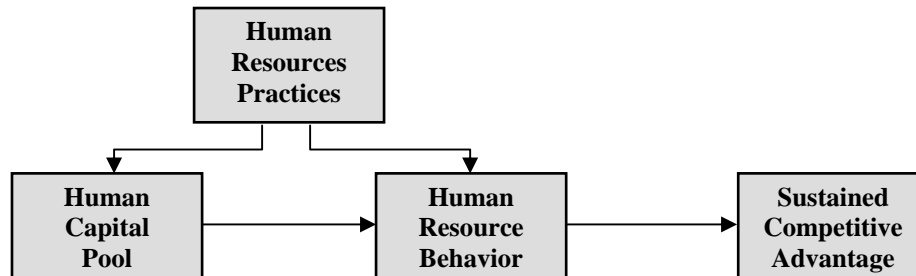 Human
Resources
Practices
Human
Capital
Pool
Human
Resource
Behavior
Sustained
Competitive
Advantage